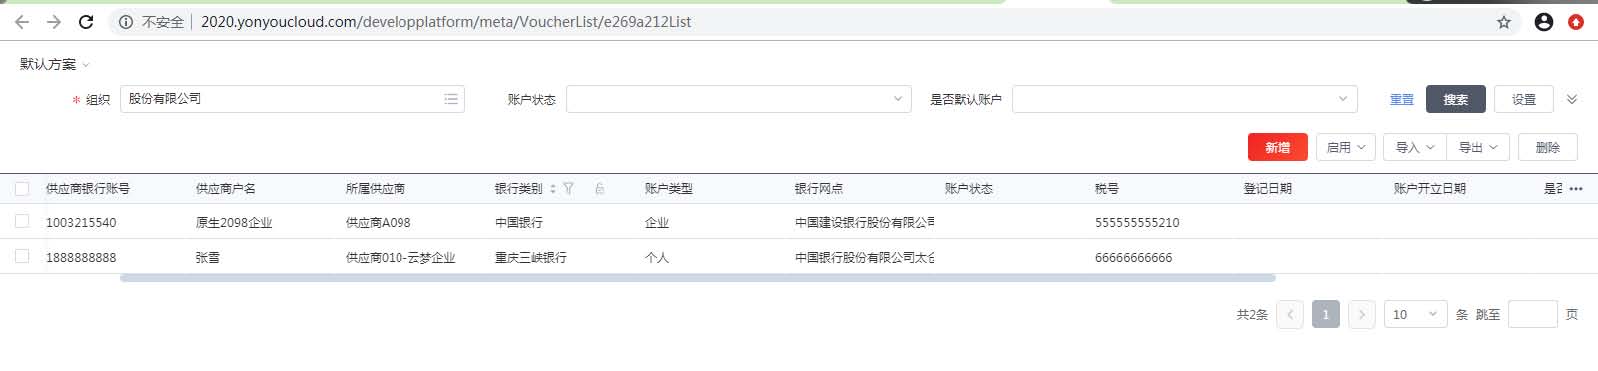 不安全 2020.yonyoucloud.com/developplatform/meta/VoucherList/e269a212List
默认方案
* 组织 股份有限公司 账户状态 是否默认账户 重置 搜索 设置
新增 启用 导入 导出 删除
供应商银行账号 供应商户名 所属供应商 银行类别 账户类型 银行网点 账户状态 税号 登记日期 账户开立日期 是否 •••
1003215540 原生2098企业 供应商A098 中国银行 企业 中国建设银行股份有限公司 555555555210
1888888888 张雪 供应商010-云梦企业 重庆三峡银行 个人 中国银行股份有限公司太仓 66666666666
共2条 1 10 条 跳至 页